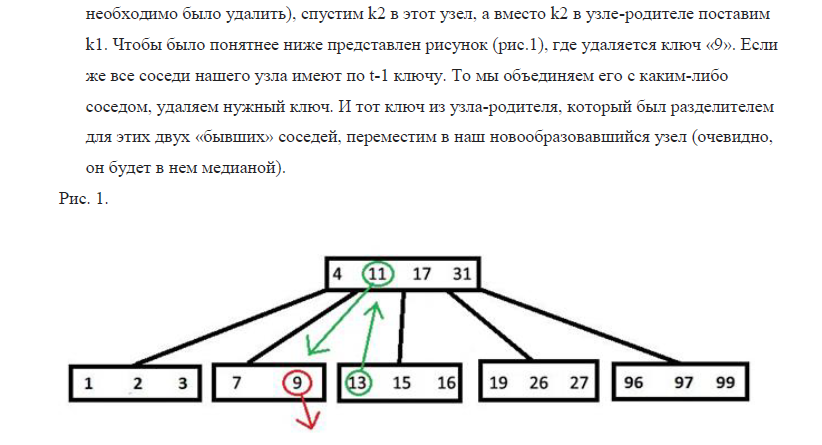 необходимо было удалить), спустим k2 в этот узел, а вместо k2 в узле-родителе поставим
k1. Чтобы было понятнее ниже представлен рисунок (рис.1), где удаляется ключ «9». Если
же все соседи нашего узла имеют по t-1 ключу. То мы объединяем его с каким-либо
соседом, удаляем нужный ключ. И тот ключ из узла-родителя, который был разделителем
для этих двух «бывших» соседей, переместим в наш новообразовавшийся узел (очевидно,
он будет в нем медианой).
Рис. 1.
4 11 17 31
1 2 3 7 9 13 15 16 19 26 27 96 97 99